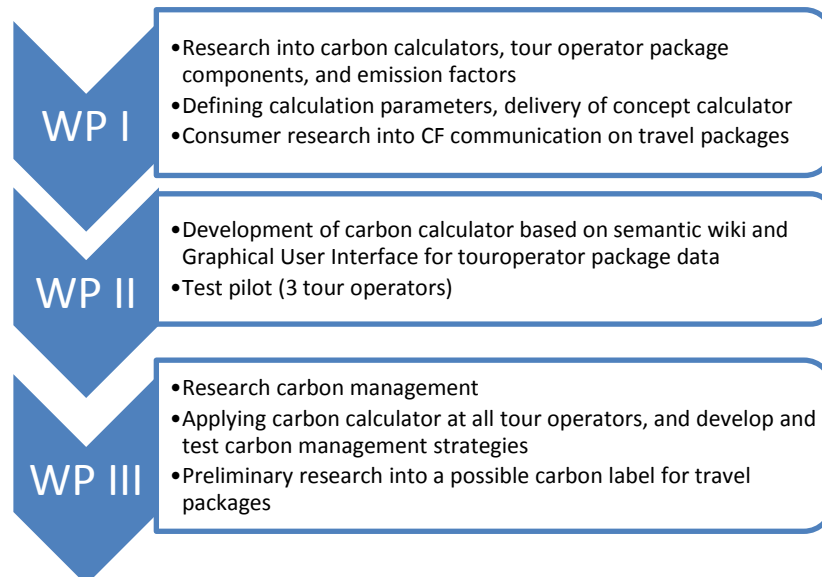 WP I
•Research into carbon calculators, tour operator package
components, and emission factors
•Defining calculation parameters, delivery of concept calculator
•Consumer research into CF communication on travel packages
WP II
•Development of carbon calculator based on semantic wiki and
Graphical User Interface for touroperator package data
•Test pilot (3 tour operators)
WP III
•Research carbon management
•Applying carbon calculator at all tour operators, and develop and
test carbon management strategies
•Preliminary research into a possible carbon label for travel
packages